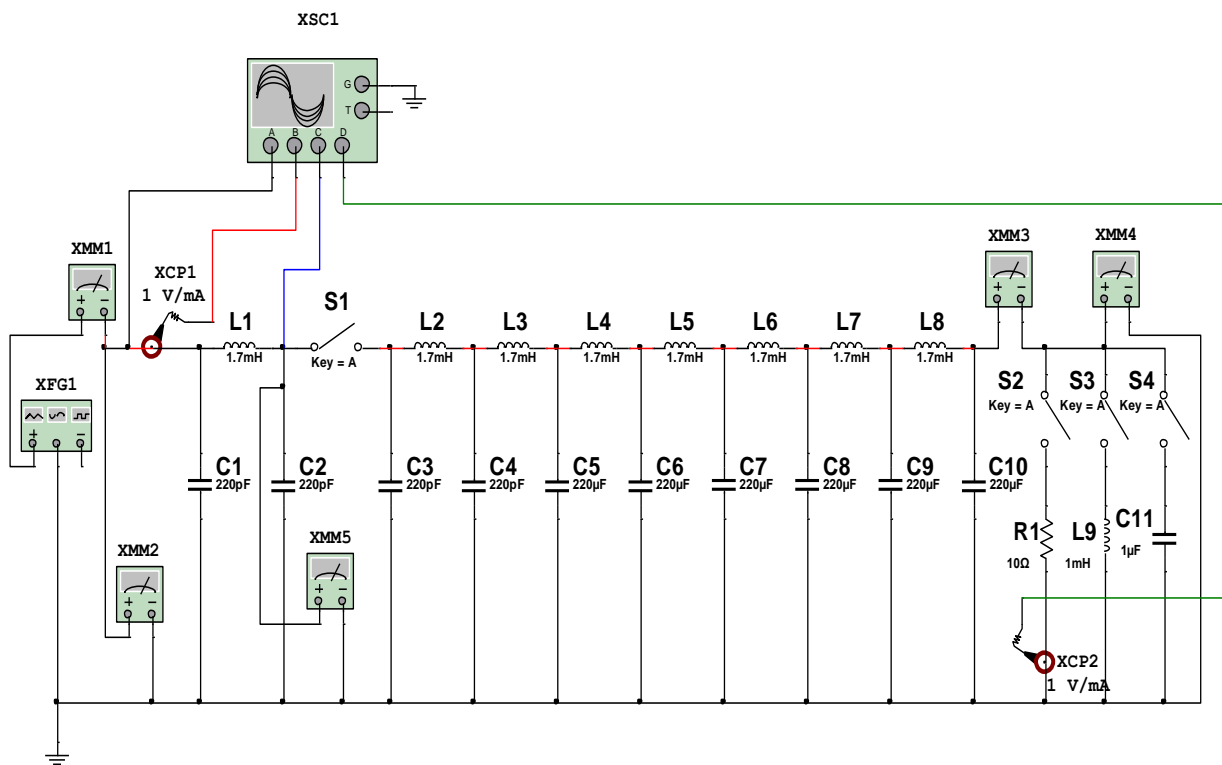 XSC1
G
T
A B C D
XMM1
XCP1
1 V/mA
S1
Key = A
L1
1.7mH
L2
1.7mH
L3
1.7mH
L4
1.7mH
L5
1.7mH
L6
1.7mH
L7
1.7mH
L8
1.7mH
XMM3
XMM4
XFG1
S2
Key = A
S3
Key = A
S4
Key = A
C1
220pF
C2
220pF
C3
220pF
C4
220pF
C5
220µF
C6
220µF
C7
220µF
C8
220µF
C9
220µF
C10
220µF
XMM2
XMM5
R1
10Ω
L9
1mH
C11
1µF
XCP2
1 V/mA